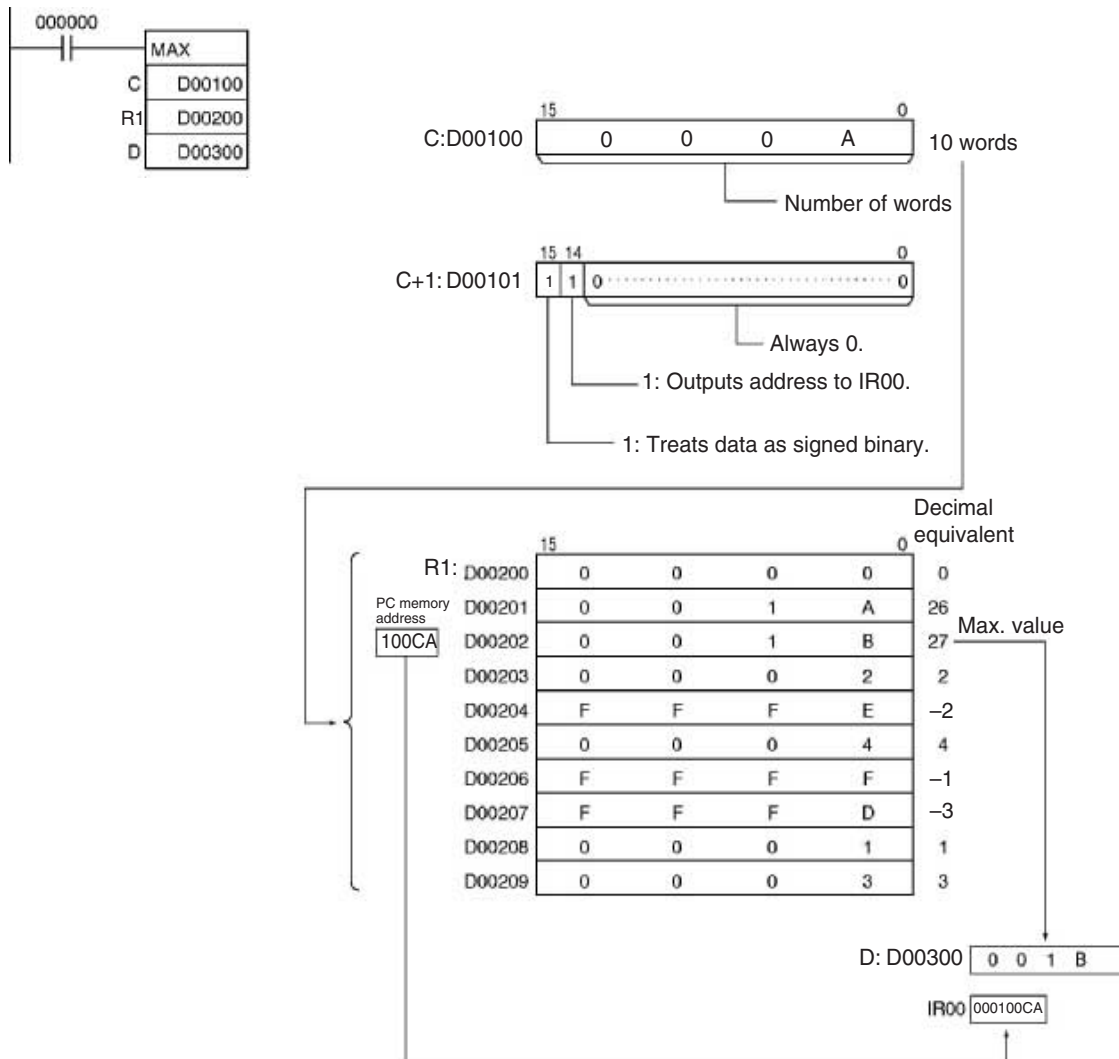 000000
MAX
C D00100
R1 D00200
D D00300
15 0
C:D00100 0 0 0 A 10 words
Number of words
15 14 0
C+1: D00101 1 1 0 0
Always 0.
1: Outputs address to IR00.
1: Treats data as signed binary.
Decimal
equivalent
15 0
R1: D00200 0 0 0 0 0
PC memory
address
D00201 0 0 1 A 26
Max. value
100CA
D00202 0 0 1 B 27
D00203 0 0 0 2 2
D00204 F F F E –2
D00205 0 0 0 4 4
D00206 F F F F –1
D00207 F F F D –3
D00208 0 0 0 1 1
D00209 0 0 0 3 3
D: D00300 0 0 1 B
IR00 000100CA